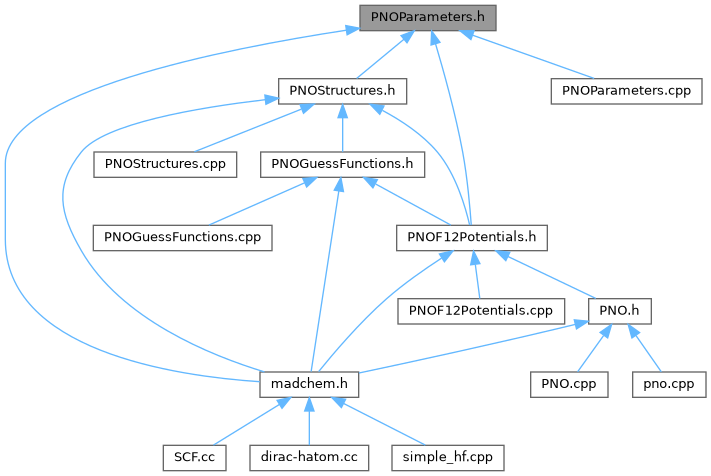 PNOParameters.h
PNOStructures.h
PNOParameters.cpp
PNOStructures.cpp
PNOGuessFunctions.h
PNOGuessFunctions.cpp
PNOF12Potentials.h
PNOF12Potentials.cpp
PNO.h
madchem.h
PNO.cpp
pno.cpp
SCF.cc
dirac-hatom.cc
simple_hf.cpp